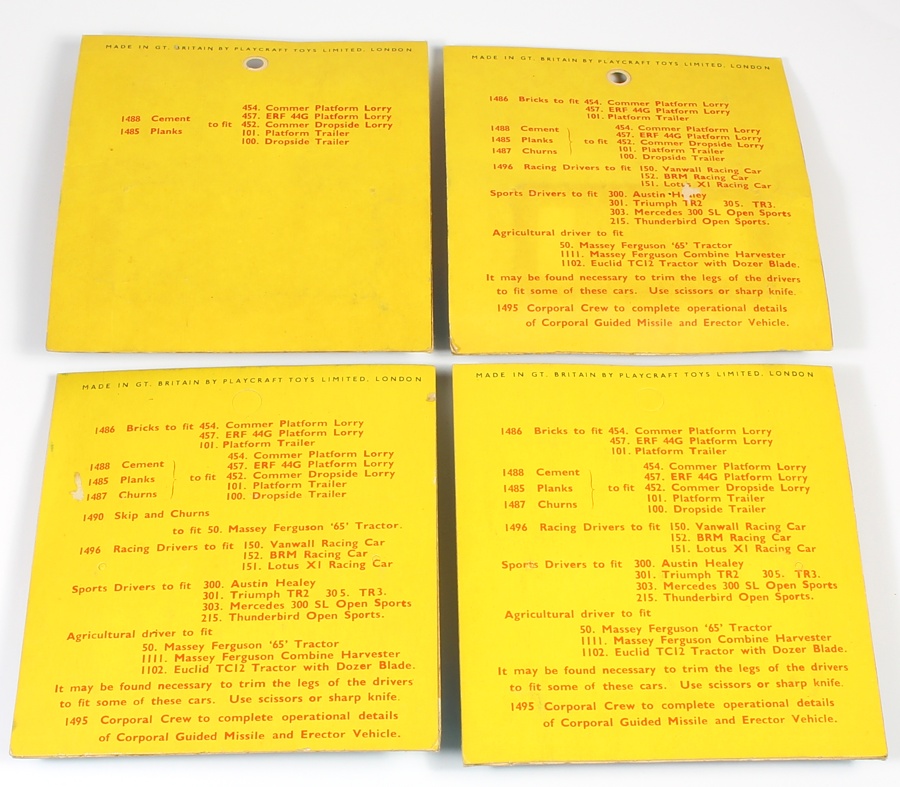 MADE IN GT. BRITAIN BY PLAYCRAFT TOYS LIMITED, LONDON
454. Commer Platform Lorry
1488 Cement 457. ERF 44G Platform Lorry
to fit 452. Commer Dropside Lorry
1485 Planks 101. Platform Trailer
100. Dropside Trailer
MADE IN GT. BRITAIN BY PLAYCRAFT TOYS LIMITED, LONDON
1486 Bricks to fit 454. Commer Platform Lorry
457. ERF 44G Platform Lorry
101. Platform Trailer
454. Commer Platform Lorry
1488 Cement 457. ERF 44G Platform Lorry
1485 Planks to fit 452. Commer Dropside Lorry
1487 Churns 101. Platform Trailer
100. Dropside Trailer
1496 Racing Drivers to fit 150. Vanwall Racing Car
152. BRM Racing Car
151. Lotus X1 Racing Car
Sports Drivers to fit 300. Austin Healey
301. Triumph TR2 305. TR3.
303. Mercedes 300 SL Open Sports
215. Thunderbird Open Sports.
Agricultural driver to fit
50. Massey Ferguson '65' Tractor
1111. Massey Ferguson Combine Harvester
1102. Euclid TC12 Tractor with Dozer Blade.
It may be found necessary to trim the legs of the drivers
to fit some of these cars. Use scissors or sharp knife.
1495 Corporal Crew to complete operational details
of Corporal Guided Missile and Erector Vehicle.
MADE IN GT. BRITAIN BY PLAYCRAFT TOYS LIMITED, LONDON
1486 Bricks to fit 454. Commer Platform Lorry
457. ERF 44G Platform Lorry
101. Platform Trailer
454. Commer Platform Lorry
1488 Cement 457. ERF 44G Platform Lorry
1485 Planks to fit 452. Commer Dropside Lorry
101. Platform Trailer
1487 Churns 100. Dropside Trailer
1490 Skip and Churns
to fit 50. Massey Ferguson '65' Tractor.
1496 Racing Drivers to fit 150. Vanwall Racing Car
152. BRM Racing Car
151. Lotus X1 Racing Car
Sports Drivers to fit 300. Austin Healey
301. Triumph TR2 305. TR3.
303. Mercedes 300 SL Open Sports
215. Thunderbird Open Sports.
Agricultural driver to fit
50. Massey Ferguson '65' Tractor
1111. Massey Ferguson Combine Harvester
1102. Euclid TC12 Tractor with Dozer Blade.
It may be found necessary to trim the legs of the drivers
to fit some of these cars. Use scissors or sharp knife.
1495 Corporal Crew to complete operational details
of Corporal Guided Missile and Erector Vehicle.
MADE IN GT. BRITAIN BY PLAYCRAFT TOYS LIMITED, LONDON
1486 Bricks to fit 454. Commer Platform Lorry
457. ERF 44G Platform Lorry
101. Platform Trailer
454. Commer Platform Lorry
1488 Cement 457. ERF 44G Platform Lorry
1485 Planks to fit 452. Commer Dropside Lorry
101. Platform Trailer
1487 Churns 100. Dropside Trailer
1496 Racing Drivers to fit 150. Vanwall Racing Car
152. BRM Racing Car
151. Lotus X1 Racing Car
Sports Drivers to fit 300. Austin Healey
301. Triumph TR2 305. TR3.
303. Mercedes 300 SL Open Sports
215. Thunderbird Open Sports.
Agricultural driver to fit
50. Massey Ferguson '65' Tractor
1111. Massey Ferguson Combine Harvester
1102. Euclid TC12 Tractor with Dozer Blade.
It may be found necessary to trim the legs of the drivers
to fit some of these cars. Use scissors or sharp knife.
1495 Corporal Crew to complete operational details
of Corporal Guided Missile and Erector Vehicle.